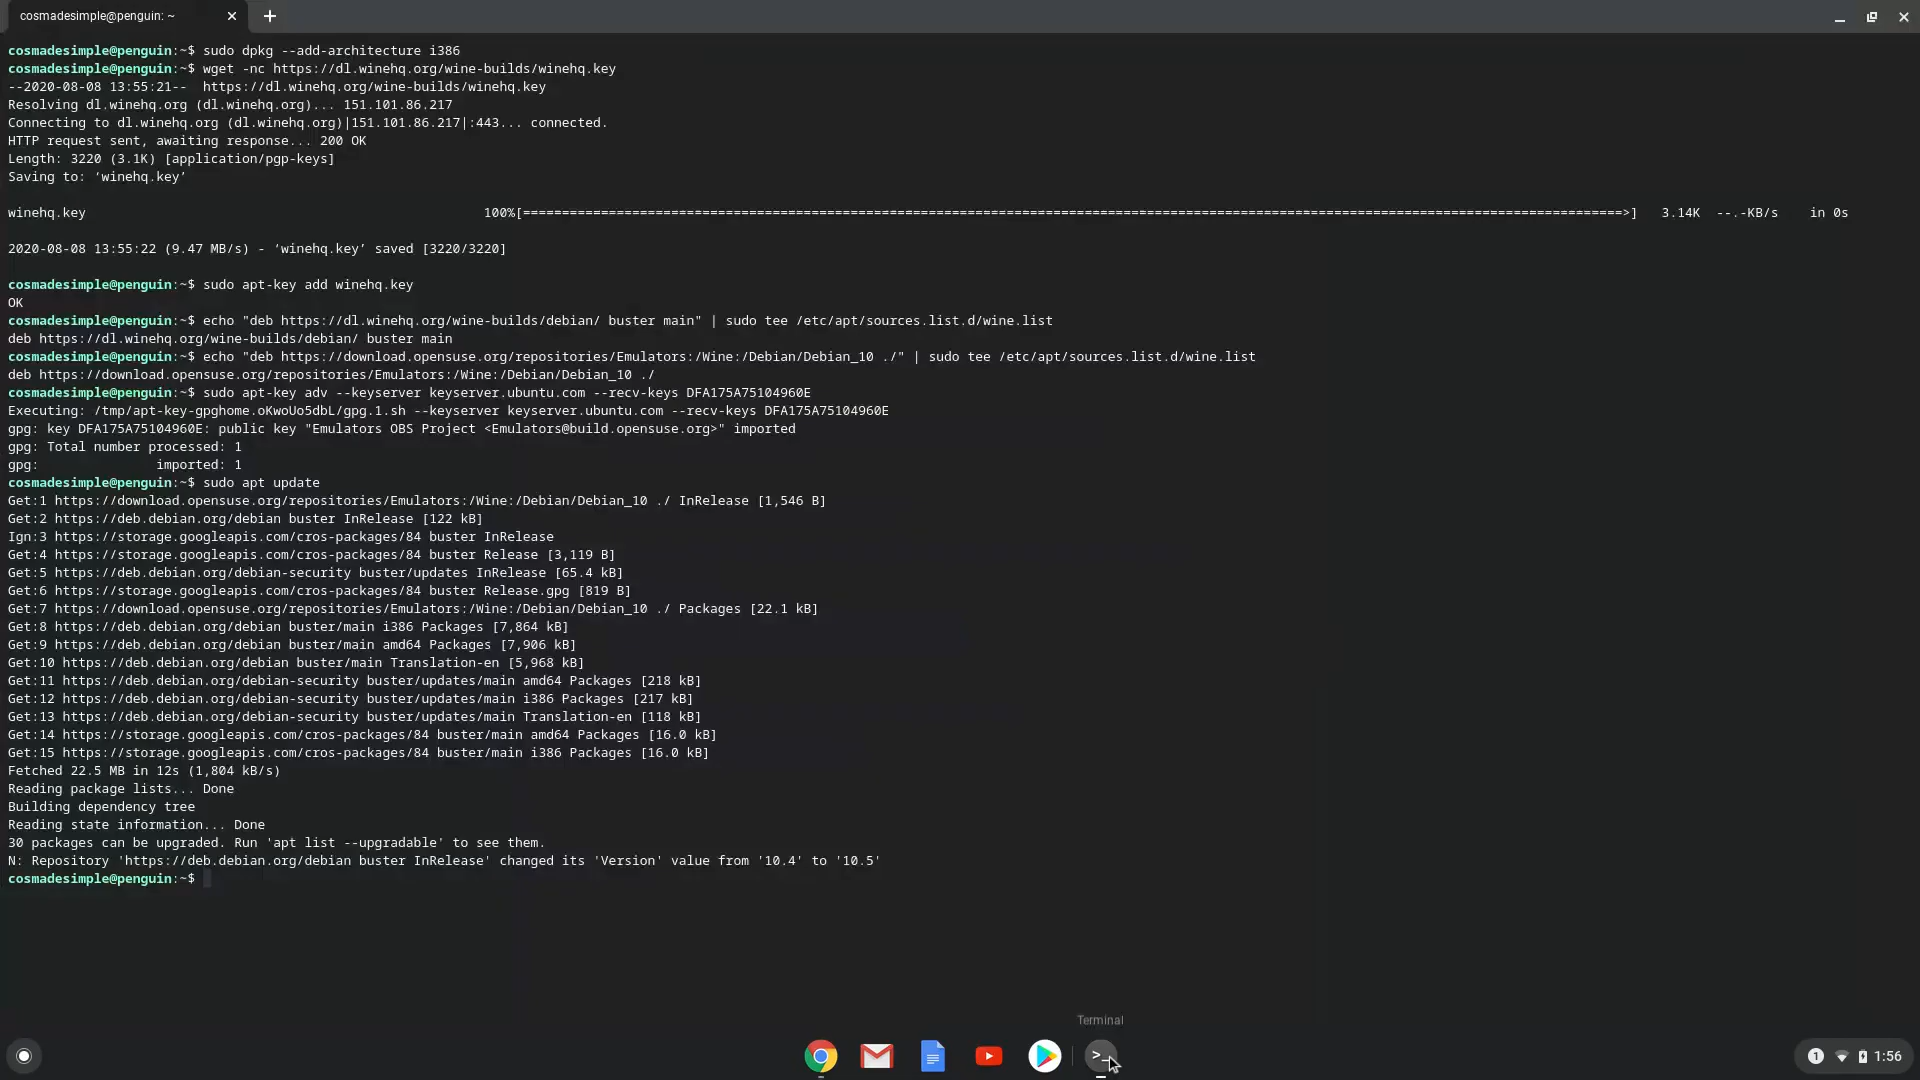 cosmadesimple@penguin: ~
cosmadesimple@penguin:~$ sudo dpkg --add-architecture i386
cosmadesimple@penguin:~$ wget -nc https://dl.winehq.org/wine-builds/winehq.key
--2020-08-08 13:55:21--  https://dl.winehq.org/wine-builds/winehq.key
Resolving dl.winehq.org (dl.winehq.org)... 151.101.86.217
Connecting to dl.winehq.org (dl.winehq.org)|151.101.86.217|:443... connected.
HTTP request sent, awaiting response... 200 OK
Length: 3220 (3.1K) [application/pgp-keys]
Saving to: ‘winehq.key’
winehq.key 100%[=============================================================================================================================================>] 3.14K --.-KB/s in 0s
2020-08-08 13:55:22 (9.47 MB/s) - ‘winehq.key’ saved [3220/3220]
cosmadesimple@penguin:~$ sudo apt-key add winehq.key
OK
cosmadesimple@penguin:~$ echo "deb https://dl.winehq.org/wine-builds/debian/ buster main" | sudo tee /etc/apt/sources.list.d/wine.list
deb https://dl.winehq.org/wine-builds/debian/ buster main
cosmadesimple@penguin:~$ echo "deb https://download.opensuse.org/repositories/Emulators:/Wine:/Debian/Debian_10 ./" | sudo tee /etc/apt/sources.list.d/wine.list
deb https://download.opensuse.org/repositories/Emulators:/Wine:/Debian/Debian_10 ./
cosmadesimple@penguin:~$ sudo apt-key adv --keyserver keyserver.ubuntu.com --recv-keys DFA175A75104960E
Executing: /tmp/apt-key-gpghome.oKwoUo5dbL/gpg.1.sh --keyserver keyserver.ubuntu.com --recv-keys DFA175A75104960E
gpg: key DFA175A75104960E: public key "Emulators OBS Project <Emulators@build.opensuse.org>" imported
gpg: Total number processed: 1
gpg:               imported: 1
cosmadesimple@penguin:~$ sudo apt update
Get:1 https://download.opensuse.org/repositories/Emulators:/Wine:/Debian/Debian_10 ./ InRelease [1,546 B]
Get:2 https://deb.debian.org/debian buster InRelease [122 kB]
Ign:3 https://storage.googleapis.com/cros-packages/84 buster InRelease
Get:4 https://storage.googleapis.com/cros-packages/84 buster Release [3,119 B]
Get:5 https://deb.debian.org/debian-security buster/updates InRelease [65.4 kB]
Get:6 https://storage.googleapis.com/cros-packages/84 buster Release.gpg [819 B]
Get:7 https://download.opensuse.org/repositories/Emulators:/Wine:/Debian/Debian_10 ./ Packages [22.1 kB]
Get:8 https://deb.debian.org/debian buster/main i386 Packages [7,864 kB]
Get:9 https://deb.debian.org/debian buster/main amd64 Packages [7,906 kB]
Get:10 https://deb.debian.org/debian buster/main Translation-en [5,968 kB]
Get:11 https://deb.debian.org/debian-security buster/updates/main amd64 Packages [218 kB]
Get:12 https://deb.debian.org/debian-security buster/updates/main i386 Packages [217 kB]
Get:13 https://deb.debian.org/debian-security buster/updates/main Translation-en [118 kB]
Get:14 https://storage.googleapis.com/cros-packages/84 buster/main amd64 Packages [16.0 kB]
Get:15 https://storage.googleapis.com/cros-packages/84 buster/main i386 Packages [16.0 kB]
Fetched 22.5 MB in 12s (1,804 kB/s)
Reading package lists... Done
Building dependency tree
Reading state information... Done
30 packages can be upgraded. Run 'apt list --upgradable' to see them.
N: Repository 'https://deb.debian.org/debian buster InRelease' changed its 'Version' value from '10.4' to '10.5'
cosmadesimple@penguin:~$
Terminal
1 1:56